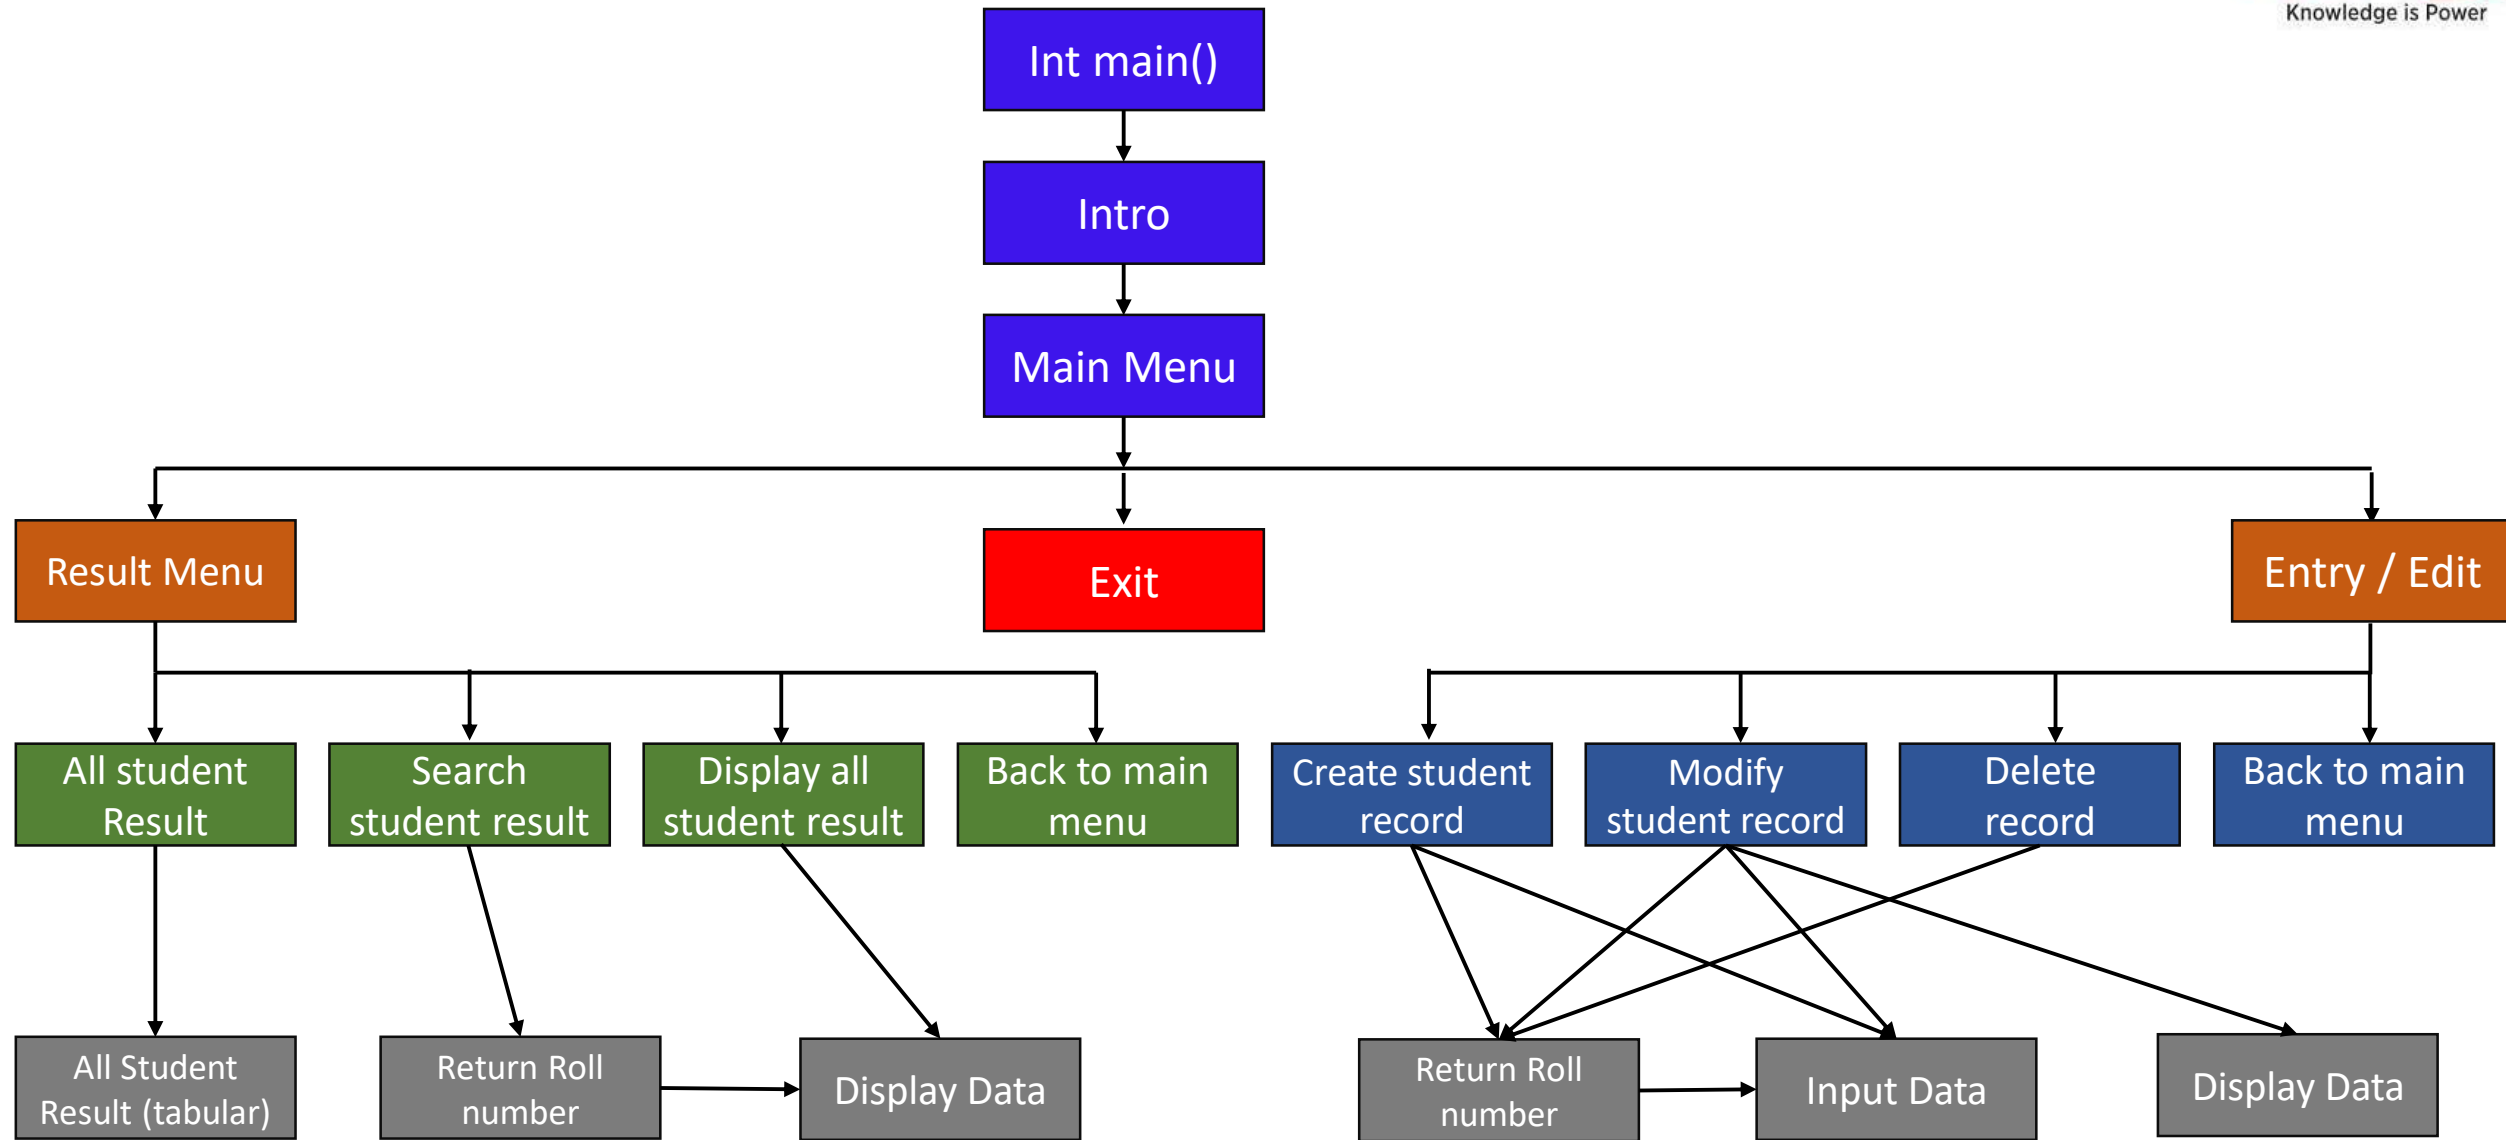 Knowledge is Power
Int main()
Intro
Main Menu
Result Menu
Exit
Entry / Edit
All student
Result
Search
student result
Display all
student result
Back to main
menu
Create student
record
Modify
student record
Delete
record
Back to main
menu
All Student
Result (tabular)
Return Roll
number
Display Data
Return Roll
number
Input Data
Display Data